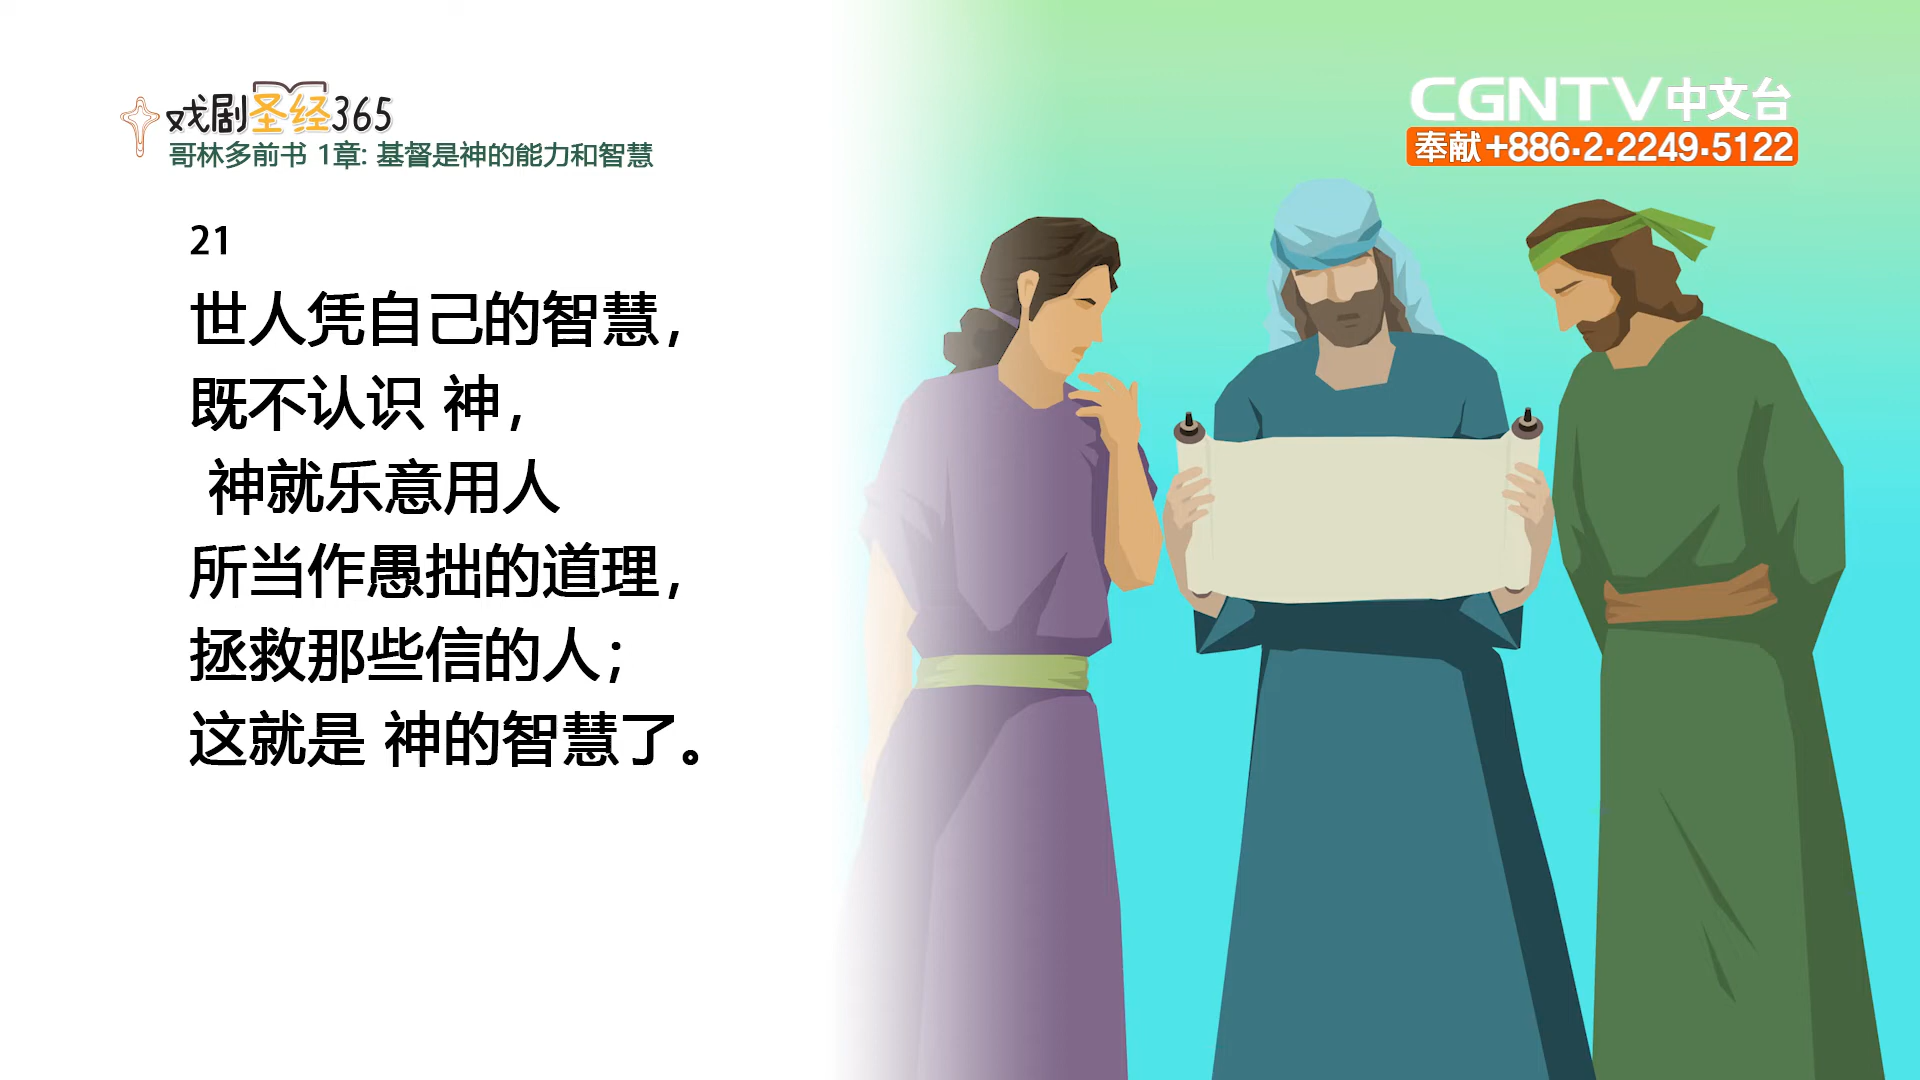 戏剧圣经365
哥林多前书 1章: 基督是神的能力和智慧
CGNTV中文台
奉献+886·2·2249·5122
21
世人凭自己的智慧，
既不认识 神，
神就乐意用人
所当作愚拙的道理，
拯救那些信的人；
这就是 神的智慧了。